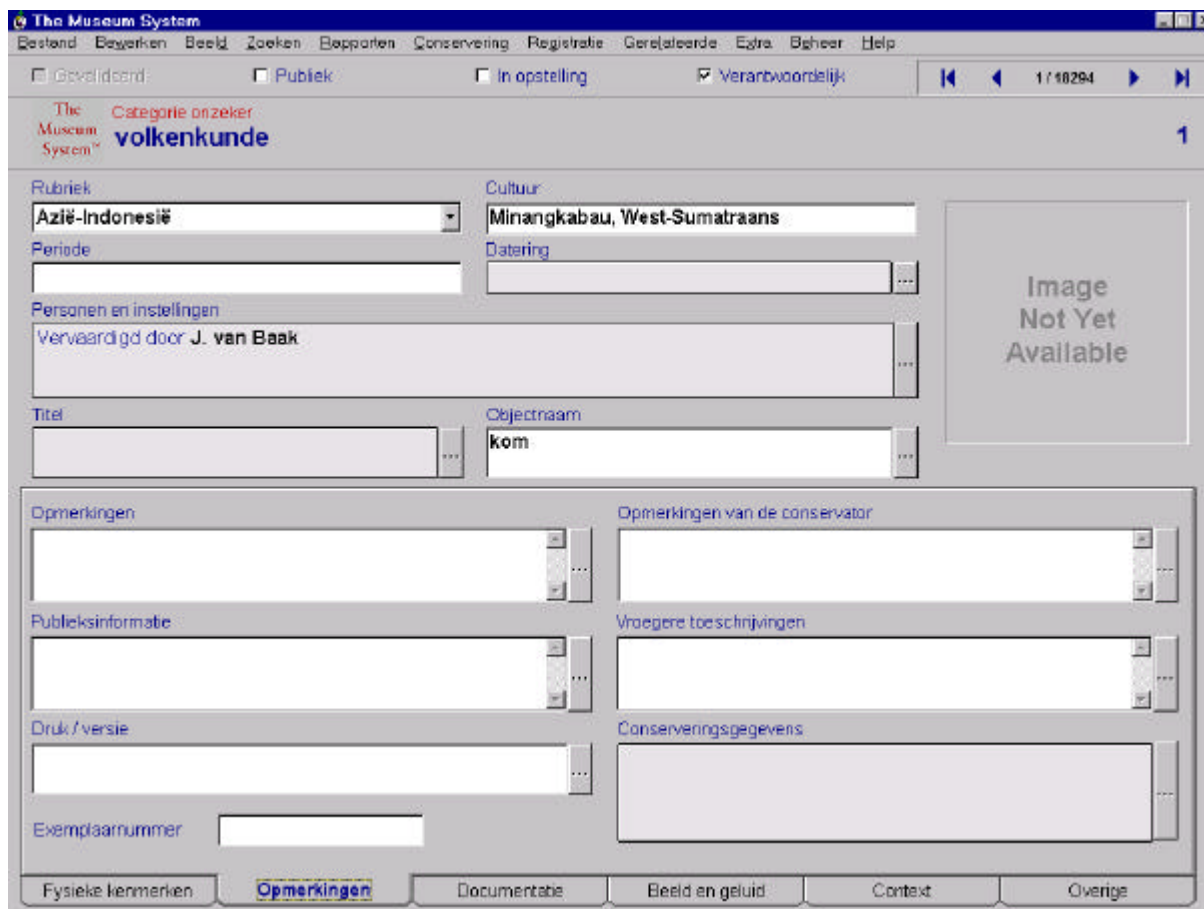 The Museum System
Bestand Bewerken Beeld Zoeken Rapporten Conservering Registratie Gerelateerde Extra Beheer Help
Gevalideerd Publiek In opstelling Verantwoordelijk 1 / 18294
The Museum System™
Categorie onzeker
volkenkunde 1
Rubriek Cultuur
Azië-Indonesië Minangkabau, West-Sumatraans
Periode Datering
...
Personen en instellingen
Vervaardigd door J. van Baak
...
Image
Not Yet
Available
Titel Objectnaam
... kom ...
Opmerkingen Opmerkingen van de conservator
... ...
Publieksinformatie Vroegere toeschrijvingen
... ...
Druk / versie Conserveringsgegevens
... ...
Exemplaarnummer
Fysieke kenmerken Opmerkingen Documentatie Beeld en geluid Context Overige